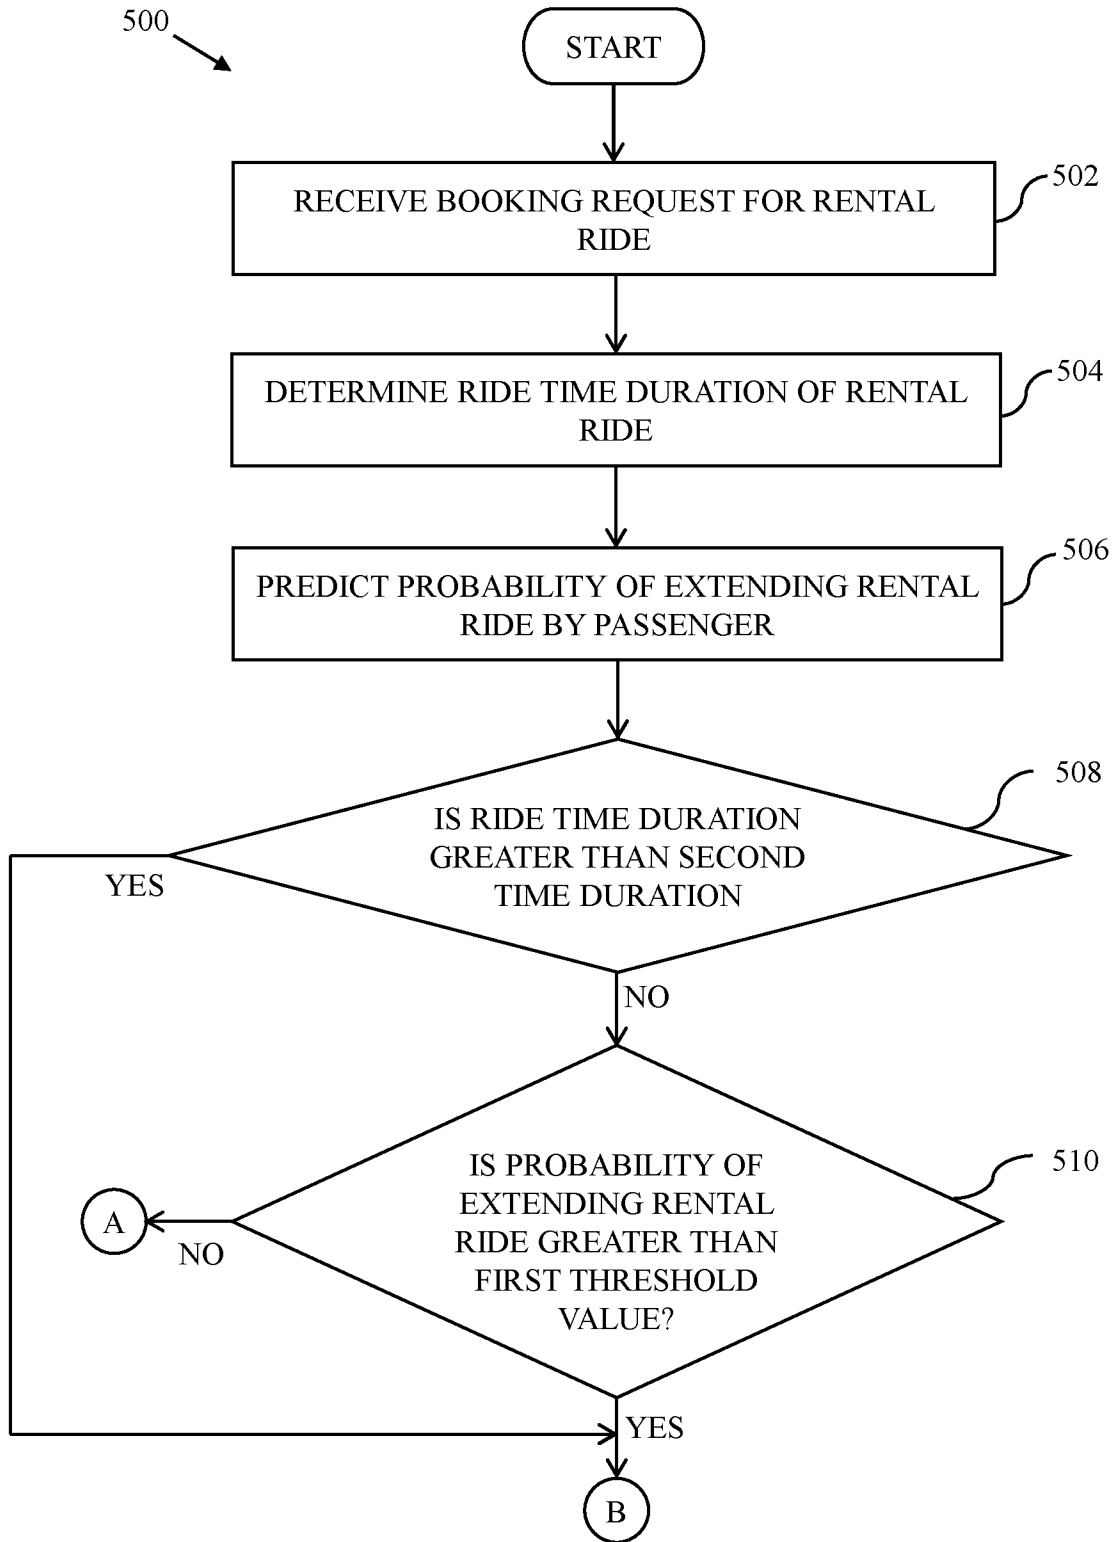 500
START
502
RECEIVE BOOKING REQUEST FOR RENTAL
RIDE
504
DETERMINE RIDE TIME DURATION OF RENTAL
RIDE
506
PREDICT PROBABILITY OF EXTENDING RENTAL
RIDE BY PASSENGER
508
IS RIDE TIME DURATION
GREATER THAN SECOND
TIME DURATION
YES
NO
510
IS PROBABILITY OF
EXTENDING RENTAL
RIDE GREATER THAN
FIRST THRESHOLD
VALUE?
A
NO
YES
B